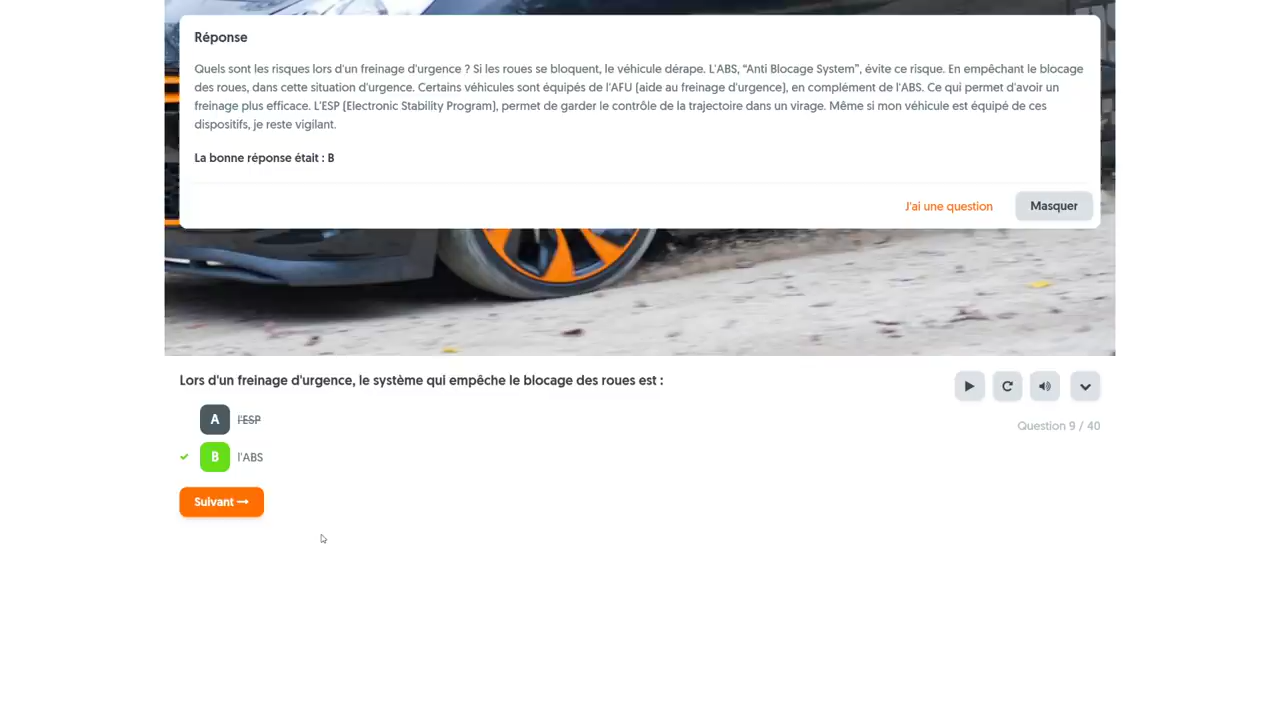 Réponse
Quels sont les risques lors d'un freinage d'urgence ? Si les roues se bloquent, le véhicule dérape. L'ABS, “Anti Blocage System”, évite ce risque. En empêchant le blocage
des roues, dans cette situation d'urgence. Certains véhicules sont équipés de l'AFU (aide au freinage d'urgence), en complément de l'ABS. Ce qui permet d'avoir un
freinage plus efficace. L'ESP (Electronic Stability Program), permet de garder le contrôle de la trajectoire dans un virage. Même si mon véhicule est équipé de ces
dispositifs, je reste vigilant.
La bonne réponse était : B
J'ai une question
Masquer
Lors d'un freinage d'urgence, le système qui empêche le blocage des roues est :
A l'ESP
Question 9 / 40
B l'ABS
Suivant →